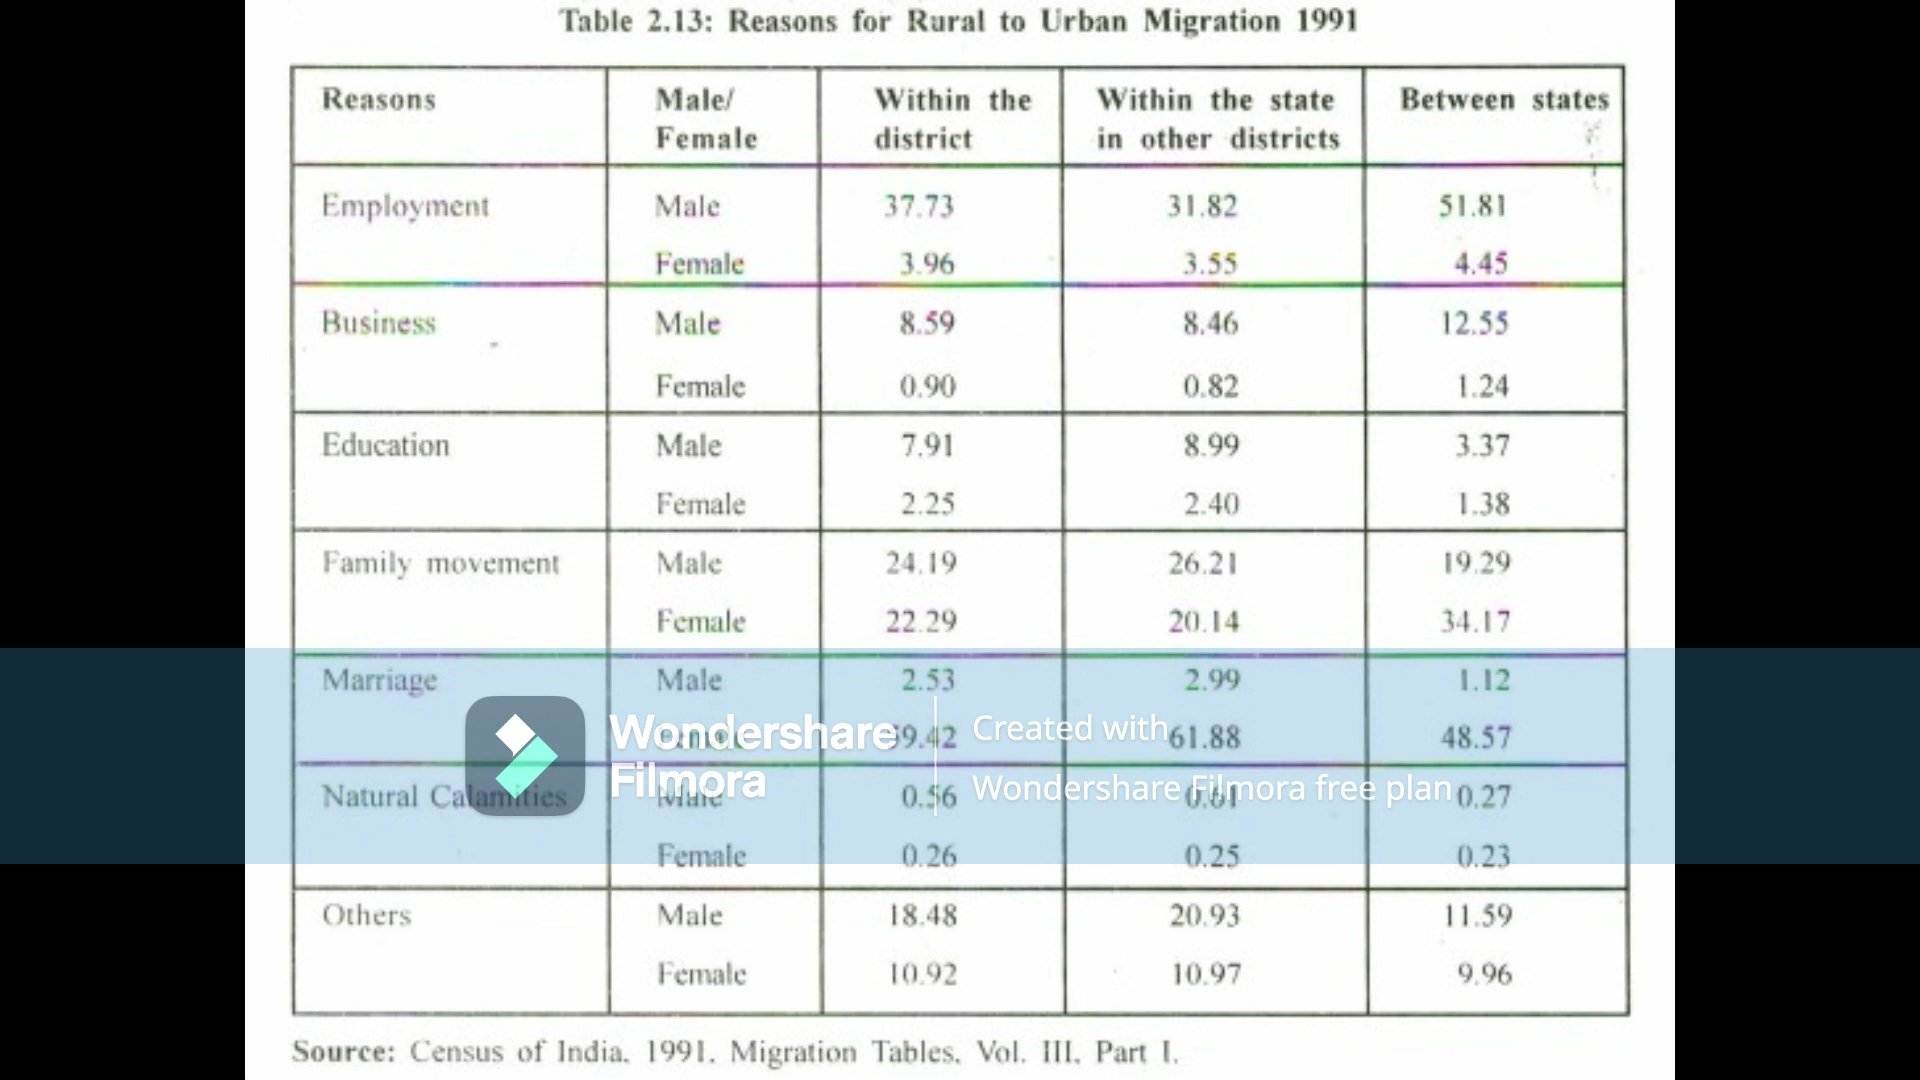 Table 2.13: Reasons for Rural to Urban Migration 1991
Reasons Male/ Female Within the district Within the state in other districts Between states
Employment Male 37.73 31.82 51.81
Female 3.96 3.55 4.45
Business Male 8.59 8.46 12.55
Female 0.90 0.82 1.24
Education Male 7.91 8.99 3.37
Female 2.25 2.40 1.38
Family movement Male 24.19 26.21 19.29
Female 22.29 20.14 34.17
Marriage Male 2.53 2.99 1.12
Female 59.42 61.88 48.57
Natural Calamities Male 0.56 0.61 0.27
Female 0.26 0.25 0.23
Others Male 18.48 20.93 11.59
Female 10.92 10.97 9.96
Source: Census of India, 1991, Migration Tables, Vol. III, Part I.
Wondershare
Filmora
Created with
Wondershare Filmora free plan